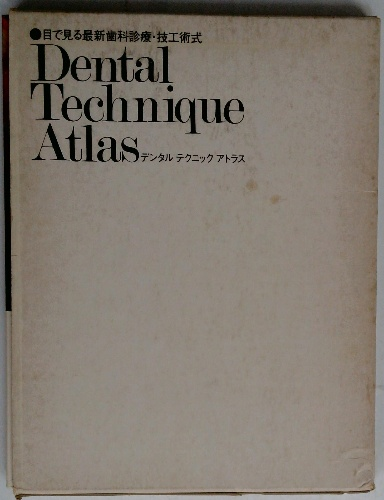 ●目で見る最新歯科診療・技工術式
Dental
Technique
Atlas デンタル テクニック アトラス